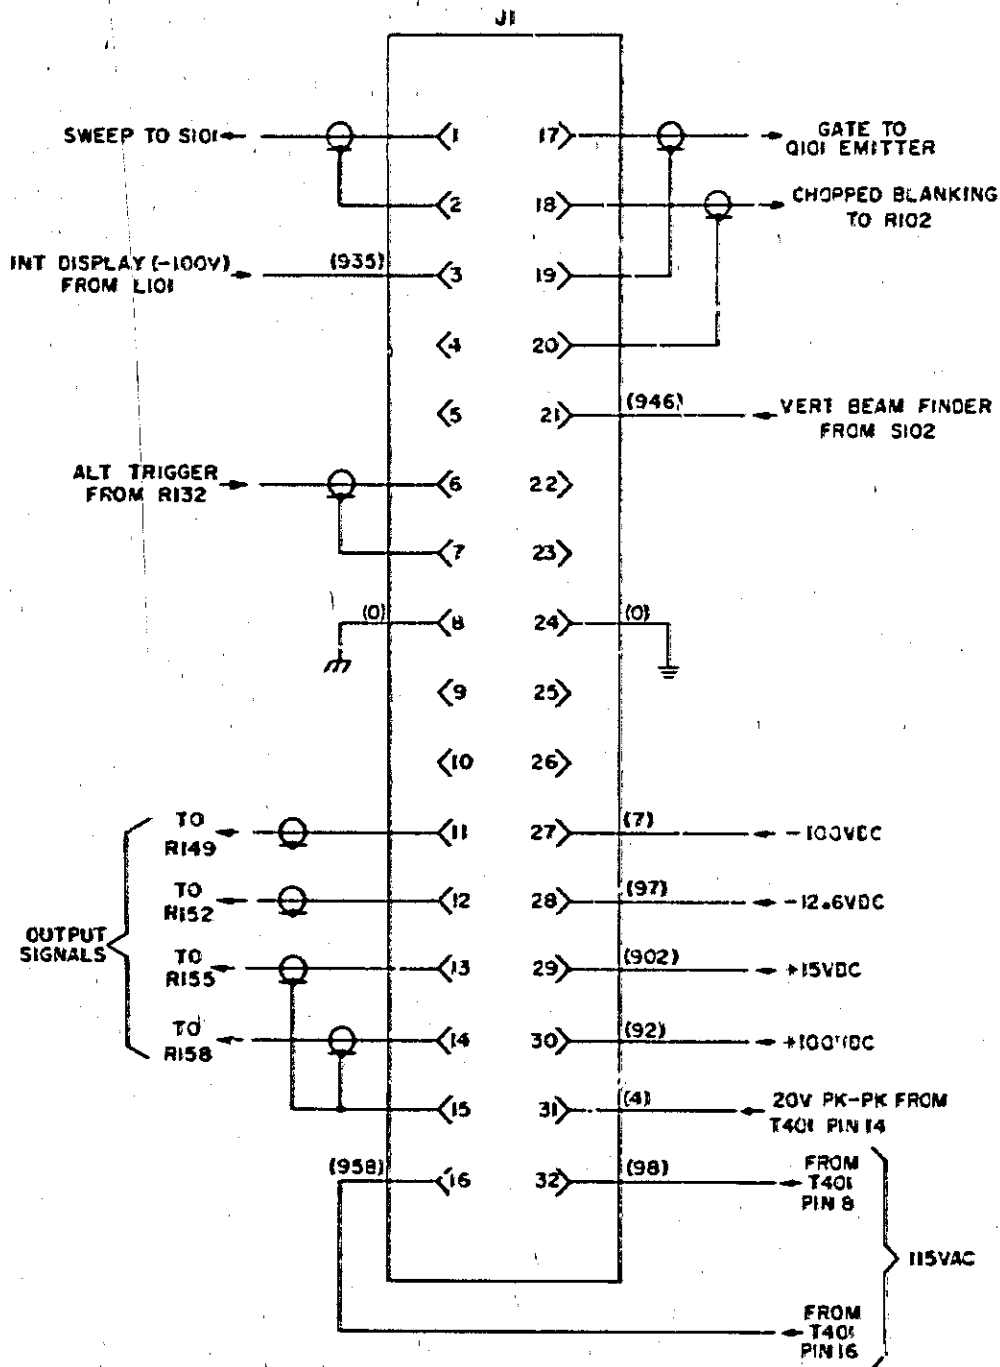 J1
SWEEP TO S101
1
17
GATE TO
Q101 EMITTER
2
18
CHOPPED BLANKING
TO R102
INT DISPLAY (-100V)
FROM L101
(935)
3
19
4
20
5
21
(946)
VERT BEAM FINDER
FROM S102
ALT TRIGGER
FROM R132
6
22
7
23
(0)
8
24
(0)
9
25
10
26
OUTPUT
SIGNALS
TO
R149
11
27
(7)
-100VDC
TO
R152
12
28
(97)
-12.6VDC
TO
R155
13
29
(902)
+15VDC
TO
R158
14
30
(92)
+100VDC
15
31
(4)
20V PK-PK FROM
T401 PIN 14
(958)
16
32
(98)
FROM
T401
PIN 8
115VAC
FROM
T401
PIN 16